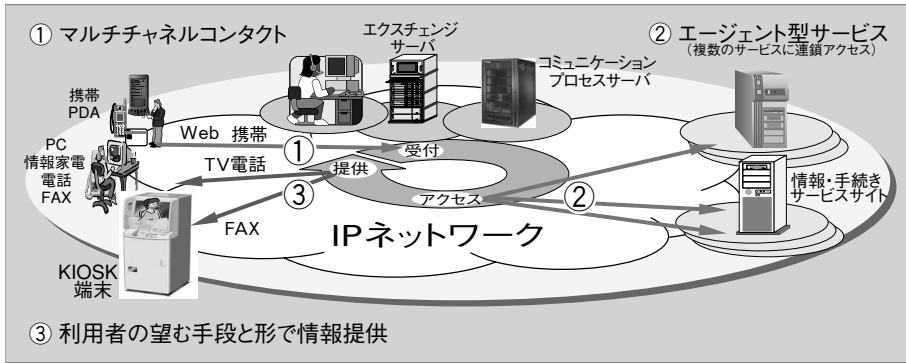 ① マルチチャネルコンタクト
エクスチェンジ
サーバ
コミュニケーション
プロセスサーバ
② エージェント型サービス
(複数のサービスに連鎖アクセス)
携帯
PDA
PC
情報家電
電話
FAX
Web 携帯
①
受付
TV電話
提供
③
アクセス
②
情報・手続き
サービスサイト
FAX
IPネットワーク
KIOSK
端末
③ 利用者の望む手段と形で情報提供